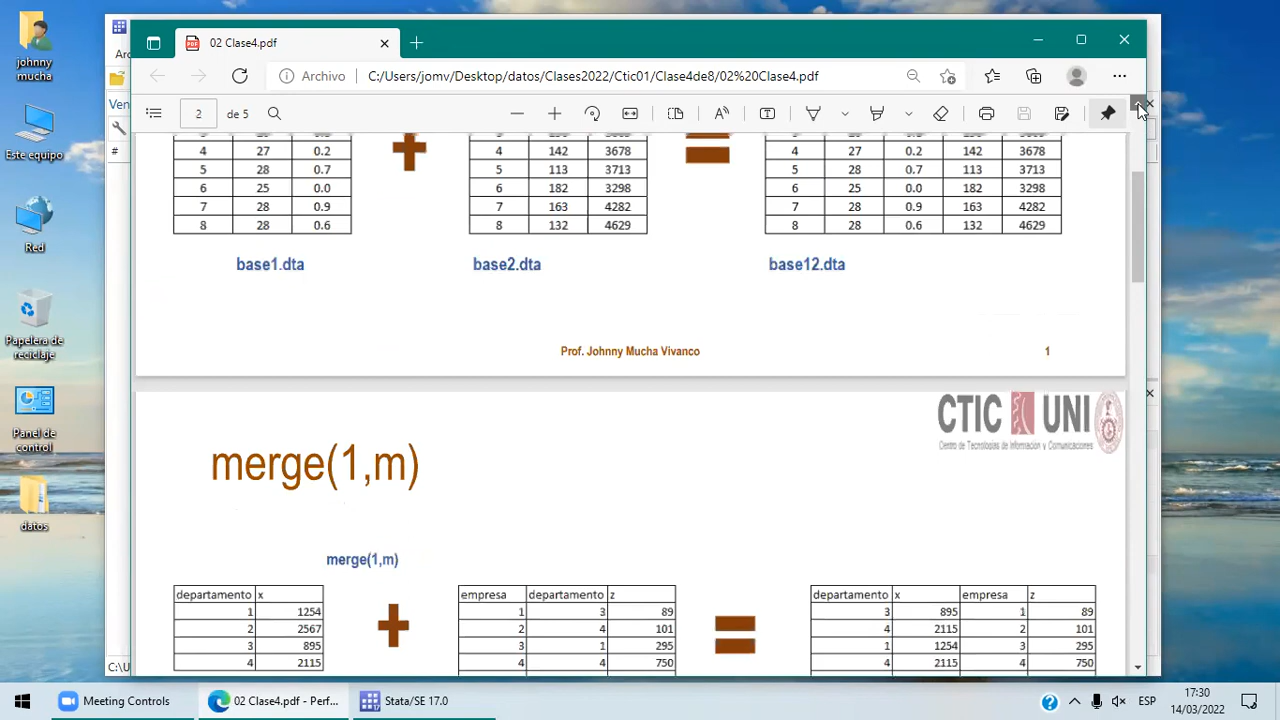 johnny
mucha
Este equipo
Red
Papelera de
reciclaje
Panel de
control
datos
02 Clase4.pdf
Archivo
C:/Users/jomv/Desktop/datos/Clases2022/Ctic01/Clase4de8/02%20Clase4.pdf
Ven
#
C:\U
2 de 5
4 27 0.2
5 28 0.7
6 25 0.0
7 28 0.9
8 28 0.6
+
4 142 3678
5 113 3713
6 182 3298
7 163 4282
8 132 4629
=
4 27 0.2 142 3678
5 28 0.7 113 3713
6 25 0.0 182 3298
7 28 0.9 163 4282
8 28 0.6 132 4629
base1.dta
base2.dta
base12.dta
Prof. Johnny Mucha Vivanco
1
CTIC UNI
Centro de Tecnologías de Informacion y Comunicaciones
merge(1,m)
merge(1,m)
departamento x
1 1254
2 2567
3 895
4 2115
+
empresa departamento z
1 3 89
2 4 101
3 1 295
4 4 750
=
departamento x empresa z
3 895 1 89
4 2115 2 101
1 1254 3 295
4 2115 4 750
Meeting Controls
02 Clase4.pdf - Perf...
Stata/SE 17.0
ESP
17:30
14/03/2022